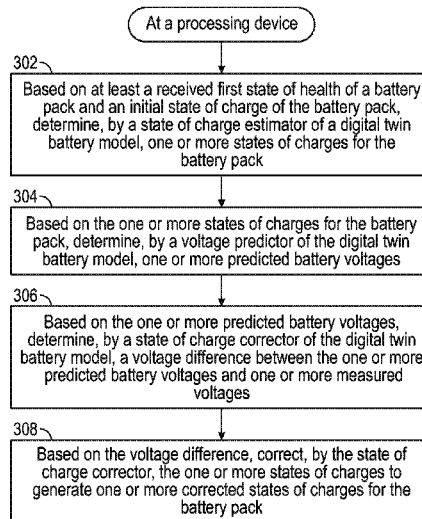 At a processing device
302
Based on at least a received first state of health of a battery
pack and an initial state of charge of the battery pack,
determine, by a state of charge estimator of a digital twin
battery model, one or more states of charges for the
battery pack
304
Based on the one or more states of charges for the battery
pack, determine, by a voltage predictor of the digital twin
battery model, one or more predicted battery voltages
306
Based on the one or more predicted battery voltages,
determine, by a state of charge corrector of the digital twin
battery model, a voltage difference between the one or more
predicted battery voltages and one or more measured
voltages
308
Based on the voltage difference, correct, by the state of
charge corrector, the one or more states of charges to
generate one or more corrected states of charges for the
battery pack